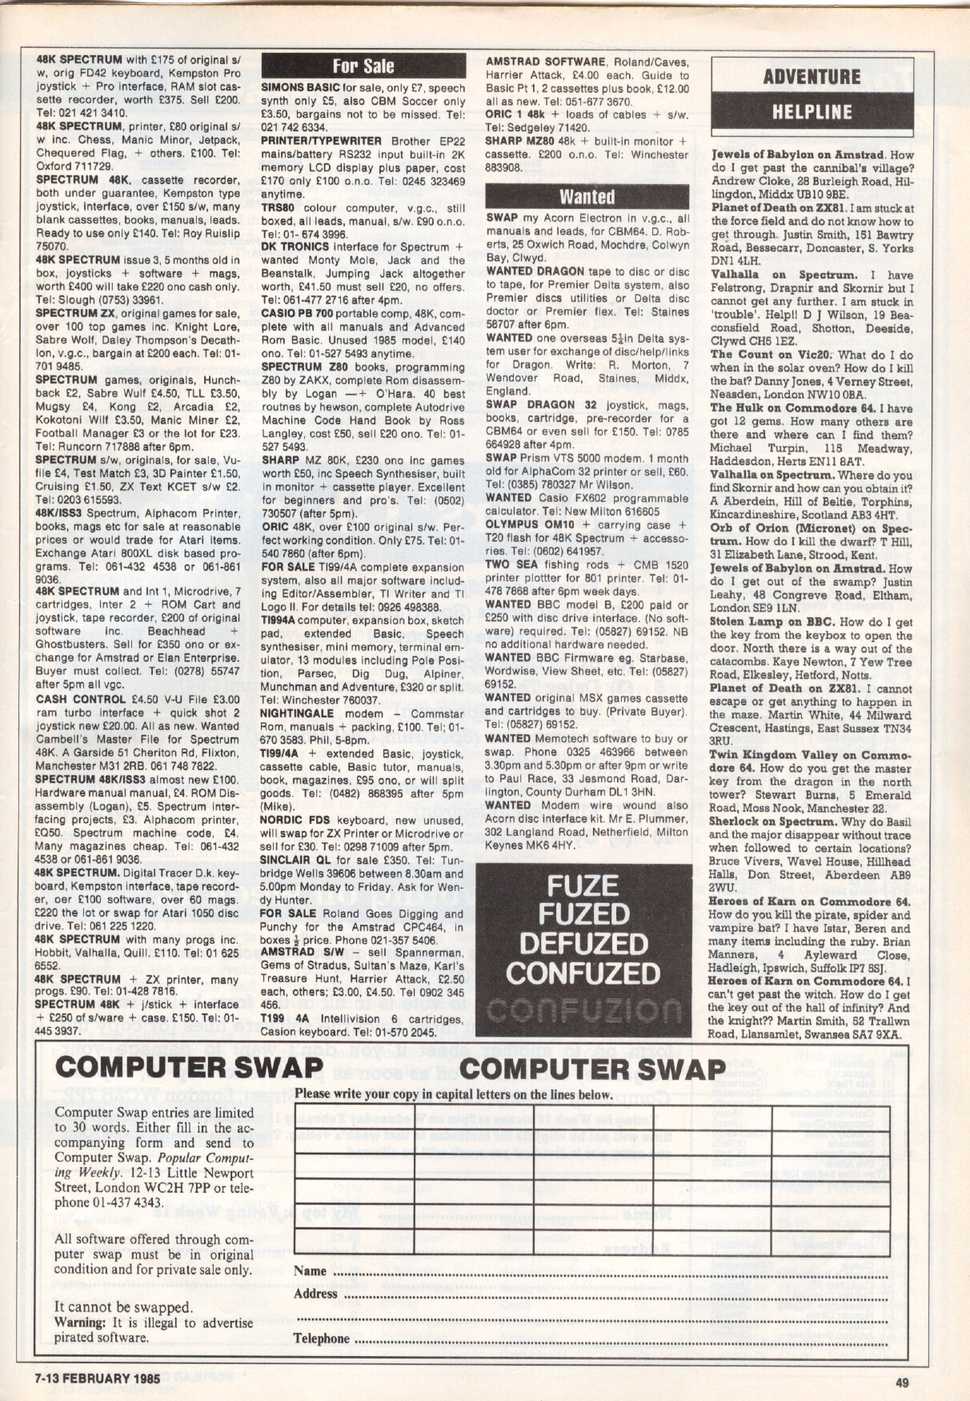 48K SPECTRUM with £175 of original s/
w, orig FD42 keyboard, Kempston Pro
joystick + Pro interface, RAM slot cas-
sette recorder, worth £375. Sell £200.
Tel: 021 421 3410.
48K SPECTRUM, printer, £80 original s/
w inc. Chess, Manic Minor, Jetpack,
Chequered Flag, + others. £100. Tel:
Oxford 711729.
SPECTRUM 48K, cassette recorder,
both under guarantee, Kempston type
joystick, interface, over £150 s/w, many
blank cassettes, books, manuals, leads.
Ready to use only £140. Tel: Roy Ruislip
75070.
48K SPECTRUM issue 3, 5 months old in
box, joysticks + software + mags,
worth £400 will take £220 ono cash only.
Tel: Slough (0753) 33961.
SPECTRUM ZX, original games for sale,
over 100 top games inc. Knight Lore,
Sabre Wolf, Daley Thompson's Decath-
lon, v.g.c., bargain at £200 each. Tel: 01-
701 9485.
SPECTRUM games, originals, Hunch-
back £2, Sabre Wulf £4.50, TLL £3.50,
Mugsy £4, Kong £2, Arcadia £2,
Kokotoni Wilf £3.50, Manic Miner £2,
Football Manager £3 or the lot for £23.
Tel: Runcorn 717888 after 6pm.
SPECTRUM s/w, originals, for sale, Vu-
file £4, Test Match £3, 3D Painter £1.50,
Cruising £1.50, ZX Text KCET s/w £2.
Tel: 0203 615593.
48K/ISS3 Spectrum, Alphacom Printer,
books, mags etc for sale at reasonable
prices or would trade for Atari items.
Exchange Atari 800XL disk based pro-
grams. Tel: 061-432 4538 or 061-861
9036.
48K SPECTRUM and Int 1, Microdrive, 7
cartridges, Inter 2 + ROM Cart and
joystick, tape recorder, £200 of original
software inc. Beachhead +
Ghostbusters. Sell for £350 ono or ex-
change for Amstrad or Elan Enterprise.
Buyer must collect. Tel: (0278) 55747
after 5pm all vgc.
CASH CONTROL £4.50 V-U File £3.00
ram turbo interface + quick shot 2
joystick new £20.00. All as new. Wanted
Cambell's Master File for Spectrum
48K. A Garside 51 Cheriton Rd, Flixton,
Manchester M31 2RB. 061 748 7822.
SPECTRUM 48K/ISS3 almost new £100.
Hardware manual manual, £4. ROM Dis-
assembly (Logan), £5. Spectrum inter-
facing projects, £3. Alphacom printer,
£Q50. Spectrum machine code, £4.
Many magazines cheap. Tel: 061-432
4538 or 061-861 9036.
48K SPECTRUM. Digital Tracer D.k. key-
board, Kempston interface, tape record-
er, oer £100 software, over 60 mags.
£220 the lot or swap for Atari 1050 disc
drive. Tel: 061 225 1220.
48K SPECTRUM with many progs inc.
Hobbit, Valhalla, Quill. £110. Tel: 01 625
6552.
48K SPECTRUM + ZX printer, many
progs. £90. Tel: 01-428 7816.
SPECTRUM 48K + j/stick + interface
+ £250 of s/ware + case. £150. Tel: 01-
445 3937.
For Sale
SIMONS BASIC for sale, only £7, speech
synth only £5, also CBM Soccer only
£3.50, bargains not to be missed. Tel:
021 742 6334.
PRINTER/TYPEWRITER Brother EP22
mains/battery RS232 input built-in 2K
memory LCD display plus paper, cost
£170 only £100 o.n.o. Tel: 0245 323469
anytime.
TRS80 colour computer, v.g.c., still
boxed, all leads, manual, s/w. £90 o.n.o.
Tel: 01- 674 3996.
DK TRONICS interface for Spectrum +
wanted Monty Mole, Jack and the
Beanstalk, Jumping Jack altogether
worth, £41.50 must sell £20, no offers.
Tel: 061-477 2716 after 4pm.
CASIO PB 700 portable comp, 48K, com-
plete with all manuals and Advanced
Rom Basic. Unused 1985 model, £140
ono. Tel: 01-527 5493 anytime.
SPECTRUM Z80 books, programming
Z80 by ZAKX, complete Rom disassem-
bly by Logan —+ O'Hara. 40 best
routnes by hewson, complete Autodrive
Machine Code Hand Book by Ross
Langley, cost £50, sell £20 ono. Tel: 01-
527 5493.
SHARP MZ 80K, £230 ono inc games
worth £50, inc Speech Synthesiser, built
in monitor + cassette player. Excellent
for beginners and pro's. Tel: (0502)
730507 (after 5pm).
ORIC 48K, over £100 original s/w. Per-
fect working condition. Only £75. Tel: 01-
540 7860 (after 6pm).
FOR SALE TI99/4A complete expansion
system, also all major software includ-
ing Editor/Assembler, TI Writer and TI
Logo II. For details tel: 0926 498388.
TI994A computer, expansion box, sketch
pad, extended Basic, Speech
synthesiser, mini memory, terminal em-
ulator, 13 modules including Pole Posi-
tion, Parsec, Dig Dug, Alpiner,
Munchman and Adventure, £320 or split.
Tel: Winchester 760037.
NIGHTINGALE modem – Commstar
Rom, manuals + packing. £100. Tel; 01-
670 3583. Phil, 5-8pm.
TI99/4A + extended Basic, joystick,
cassette cable, Basic tutor, manuals,
book, magazines, £95 ono, or will split
goods. Tel: (0482) 868395 after 5pm
(Mike).
NORDIC FDS keyboard, new unused,
will swap for ZX Printer or Microdrive or
sell for £30. Tel: 0298 71009 after 5pm.
SINCLAIR QL for sale £350. Tel: Tun-
bridge Wells 39606 between 8.30am and
5.00pm Monday to Friday. Ask for Wen-
dy Hunter.
FOR SALE Roland Goes Digging and
Punchy for the Amstrad CPC464, in
boxes ½ price. Phone 021-357 5406.
AMSTRAD S/W – sell Spannerman,
Gems of Stradus, Sultan's Maze, Karl's
Treasure Hunt, Harrier Attack, £2.50
each, others; £3.00, £4.50. Tel 0902 345
456.
T199 4A Intellivision 6 cartridges,
Casion keyboard. Tel: 01-570 2045.
AMSTRAD SOFTWARE, Roland/Caves,
Harrier Attack, £4.00 each. Guide to
Basic Pt 1, 2 cassettes plus book, £12.00
all as new. Tel: 051-677 3670.
ORIC 1 48k + loads of cables + s/w.
Tel: Sedgeley 71420.
SHARP MZ80 48k + built-in monitor +
cassette. £200 o.n.o. Tel: Winchester
883908.
Wanted
SWAP my Acorn Electron in v.g.c., all
manuals and leads, for CBM64. D. Rob-
erts, 25 Oxwich Road, Mochdre, Colwyn
Bay, Clwyd.
WANTED DRAGON tape to disc or disc
to tape, for Premier Delta system, also
Premier discs utilities or Delta disc
doctor or Premier flex. Tel: Staines
58707 after 6pm.
WANTED one overseas 5¼in Delta sys-
tem user for exchange of disc/help/links
for Dragon. Write: R. Morton, 7
Wendover Road, Staines, Middx,
England.
SWAP DRAGON 32 joystick, mags,
books, cartridge, pre-recorder for a
CBM64 or even sell for £150. Tel: 0785
664928 after 4pm.
SWAP Prism VTS 5000 modem. 1 month
old for AlphaCom 32 printer or sell, £60.
Tel: (0385) 780327 Mr Wilson.
WANTED Casio FX602 programmable
calculator. Tel: New Milton 616605
OLYMPUS OM10 + carrying case +
T20 flash for 48K Spectrum + accesso-
ries. Tel: (0602) 641957.
TWO SEA fishing rods + CMB 1520
printer plottter for 801 printer. Tel: 01-
478 7868 after 6pm week days.
WANTED BBC model B, £200 paid or
£250 with disc drive interface. (No soft-
ware) required. Tel: (05827) 69152. NB
no additional hardware needed.
WANTED BBC Firmware eg. Starbase,
Wordwise, View Sheet, etc. Tel: (05827)
69152.
WANTED original MSX games cassette
and cartridges to buy. (Private Buyer).
Tel: (05827) 69152.
WANTED Memotech software to buy or
swap. Phone 0325 463966 between
3.30pm and 5.30pm or after 9pm or write
to Paul Race, 33 Jesmond Road, Dar-
lington, County Durham DL1 3HN.
WANTED Modem wire wound also
Acorn disc interface kit. Mr E. Plummer,
302 Langland Road, Netherfield, Milton
Keynes MK6 4HY.
FUZE
FUZED
DEFUZED
CONFUZED
CONFUZION
ADVENTURE
HELPLINE
Jewels of Babylon on Amstrad. How
do I get past the cannibal's village?
Andrew Cloke, 28 Burleigh Road, Hil-
lingdon, Middx UB10 9BE.
Planet of Death on ZX81. I am stuck at
the force field and do not know how to
get through. Justin Smith, 151 Bawtry
Road, Bessecarr, Doncaster, S. Yorks
DN1 4LH.
Valhalla on Spectrum. I have
Felstrong, Drapnir and Skornir but I
cannot get any further. I am stuck in
'trouble'. Help!! D J Wilson, 19 Bea-
consfield Road, Shotton, Deeside,
Clywd CH5 1EZ.
The Count on Vic20. What do I do
when in the solar oven? How do I kill
the bat? Danny Jones, 4 Verney Street,
Neasden, London NW10 0BA.
The Hulk on Commodore 64. I have
got 12 gems. How many others are
there and where can I find them?
Michael Turpin, 115 Meadway,
Haddesdon, Herts EN11 8AT.
Valhalla on Spectrum. Where do you
find Skornir and how can you obtain it?
A Aberdein, Hill of Beltie, Torphins,
Kincardineshire, Scotland AB3 4HT.
Orb of Orion (Micronet) on Spec-
trum. How do I kill the dwarf? T Hill,
31 Elizabeth Lane, Strood, Kent.
Jewels of Babylon on Amstrad. How
do I get out of the swamp? Justin
Leahy, 48 Congreve Road, Eltham,
London SE9 1LN.
Stolen Lamp on BBC. How do I get
the key from the keybox to open the
door. North there is a way out of the
catacombs. Kaye Newton, 7 Yew Tree
Road, Elkesley, Hetford, Notts.
Planet of Death on ZX81. I cannot
escape or get anything to happen in
the maze. Martin White, 44 Milward
Crescent, Hastings, East Sussex TN34
3RU.
Twin Kingdom Valley on Commo-
dore 64. How do you get the master
key from the dragon in the north
tower? Stewart Burns, 5 Emerald
Road, Moss Nook, Manchester 22.
Sherlock on Spectrum. Why do Basil
and the major disappear without trace
when followed to certain locations?
Bruce Vivers, Wavel House, Hillhead
Halls, Don Street, Aberdeen AB9
2WU.
Heroes of Karn on Commodore 64.
How do you kill the pirate, spider and
vampire bat? I have Istar, Beren and
many items including the ruby. Brian
Manners, 4 Ayleward Close,
Hadleigh, Ipswich, Suffolk IP7 5SJ.
Heroes of Karn on Commodore 64. I
can't get past the witch. How do I get
the key out of the hall of infinity? And
the knight?? Martin Smith, 52 Trallwn
Road, Llansamlet, Swansea SA7 9XA.
COMPUTER SWAP
COMPUTER SWAP
Computer Swap entries are limited
to 30 words. Either fill in the ac-
companying form and send to
Computer Swap. Popular Comput-
ing Weekly. 12-13 Little Newport
Street, London WC2H 7PP or tele-
phone 01-437 4343.
All software offered through com-
puter swap must be in original
condition and for private sale only.
It cannot be swapped.
Warning: It is illegal to advertise
pirated software.
Please write your copy in capital letters on the lines below.
Name
Address
Telephone
7-13 FEBRUARY 1985
49